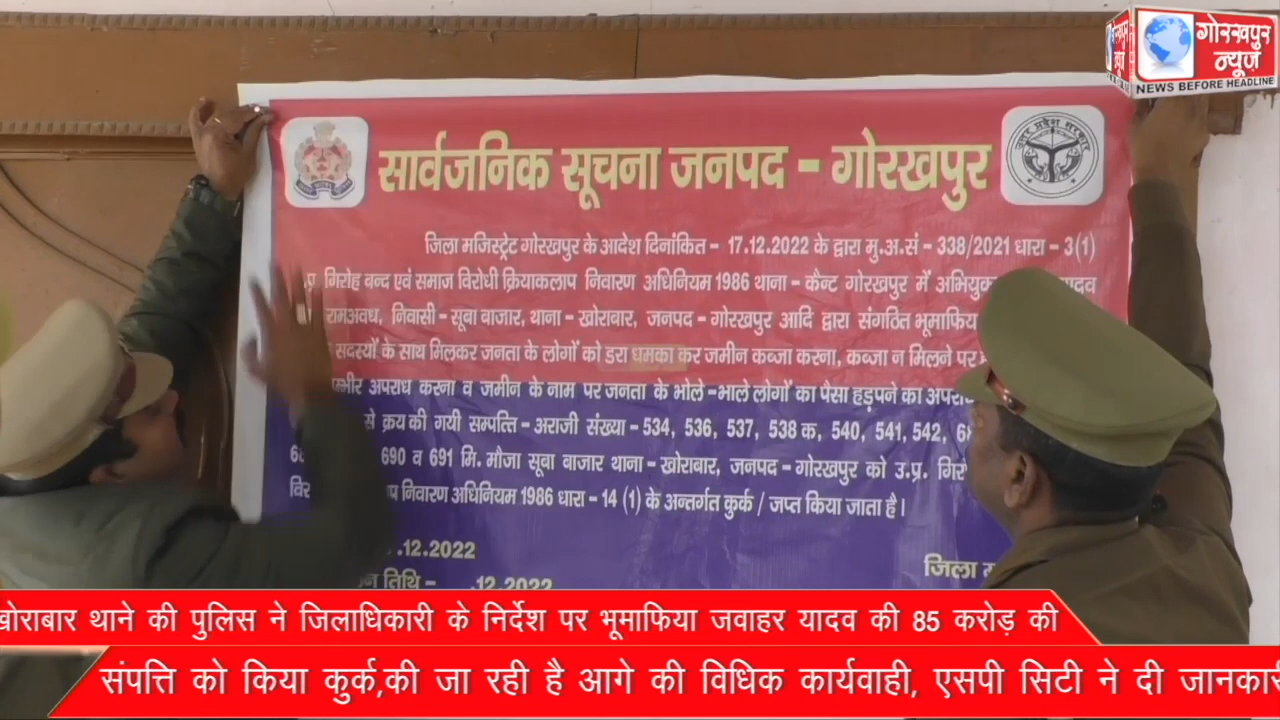 गोरखपुर
न्यूज़
NEWS BEFORE HEADLINE
सार्वजनिक सूचना जनपद - गोरखपुर
जिला मजिस्ट्रेट गोरखपुर के आदेश दिनांकित - 17.12.2022 के द्वारा मु.अ.सं - 338/2021 धारा - 3(1)
गिरोह बन्द एवं समाज विरोधी क्रियाकलाप निवारण अधिनियम 1986 थाना - कैन्ट गोरखपुर में
रामअवध, निवासी - सूबा बाजार, थाना - खोराबार, जनपद - गोरखपुर आदि द्वारा संगठित भूमाफिया
सदस्यों के साथ मिलकर जनता के लोगों को डरा धमका कर जमीन कब्जा करना, कब्जा न मिलने पर
अपराध करना व जमीन के नाम पर जनता के भोले - भाले लोगों का पैसा हड़पने का
से क्रय की गयी सम्पत्ति - अराजी संख्या - 534, 536, 537, 538 क, 540, 541, 542,
690 व 691 मि. मौजा सूबा बाजार थाना - खोराबार, जनपद - गोरखपुर को उ.प्र.
निवारण अधिनियम 1986 धारा - 14 (1) के अन्तर्गत कुर्क / जप्त किया जाता है।
.12.2022
तिथि - .12.2022
जिला
खोराबार थाने की पुलिस ने जिलाधिकारी के निर्देश पर भूमाफिया जवाहर यादव की 85 करोड़ की
संपत्ति को किया कुर्क,की जा रही है आगे की विधिक कार्यवाही, एसपी सिटी ने दी